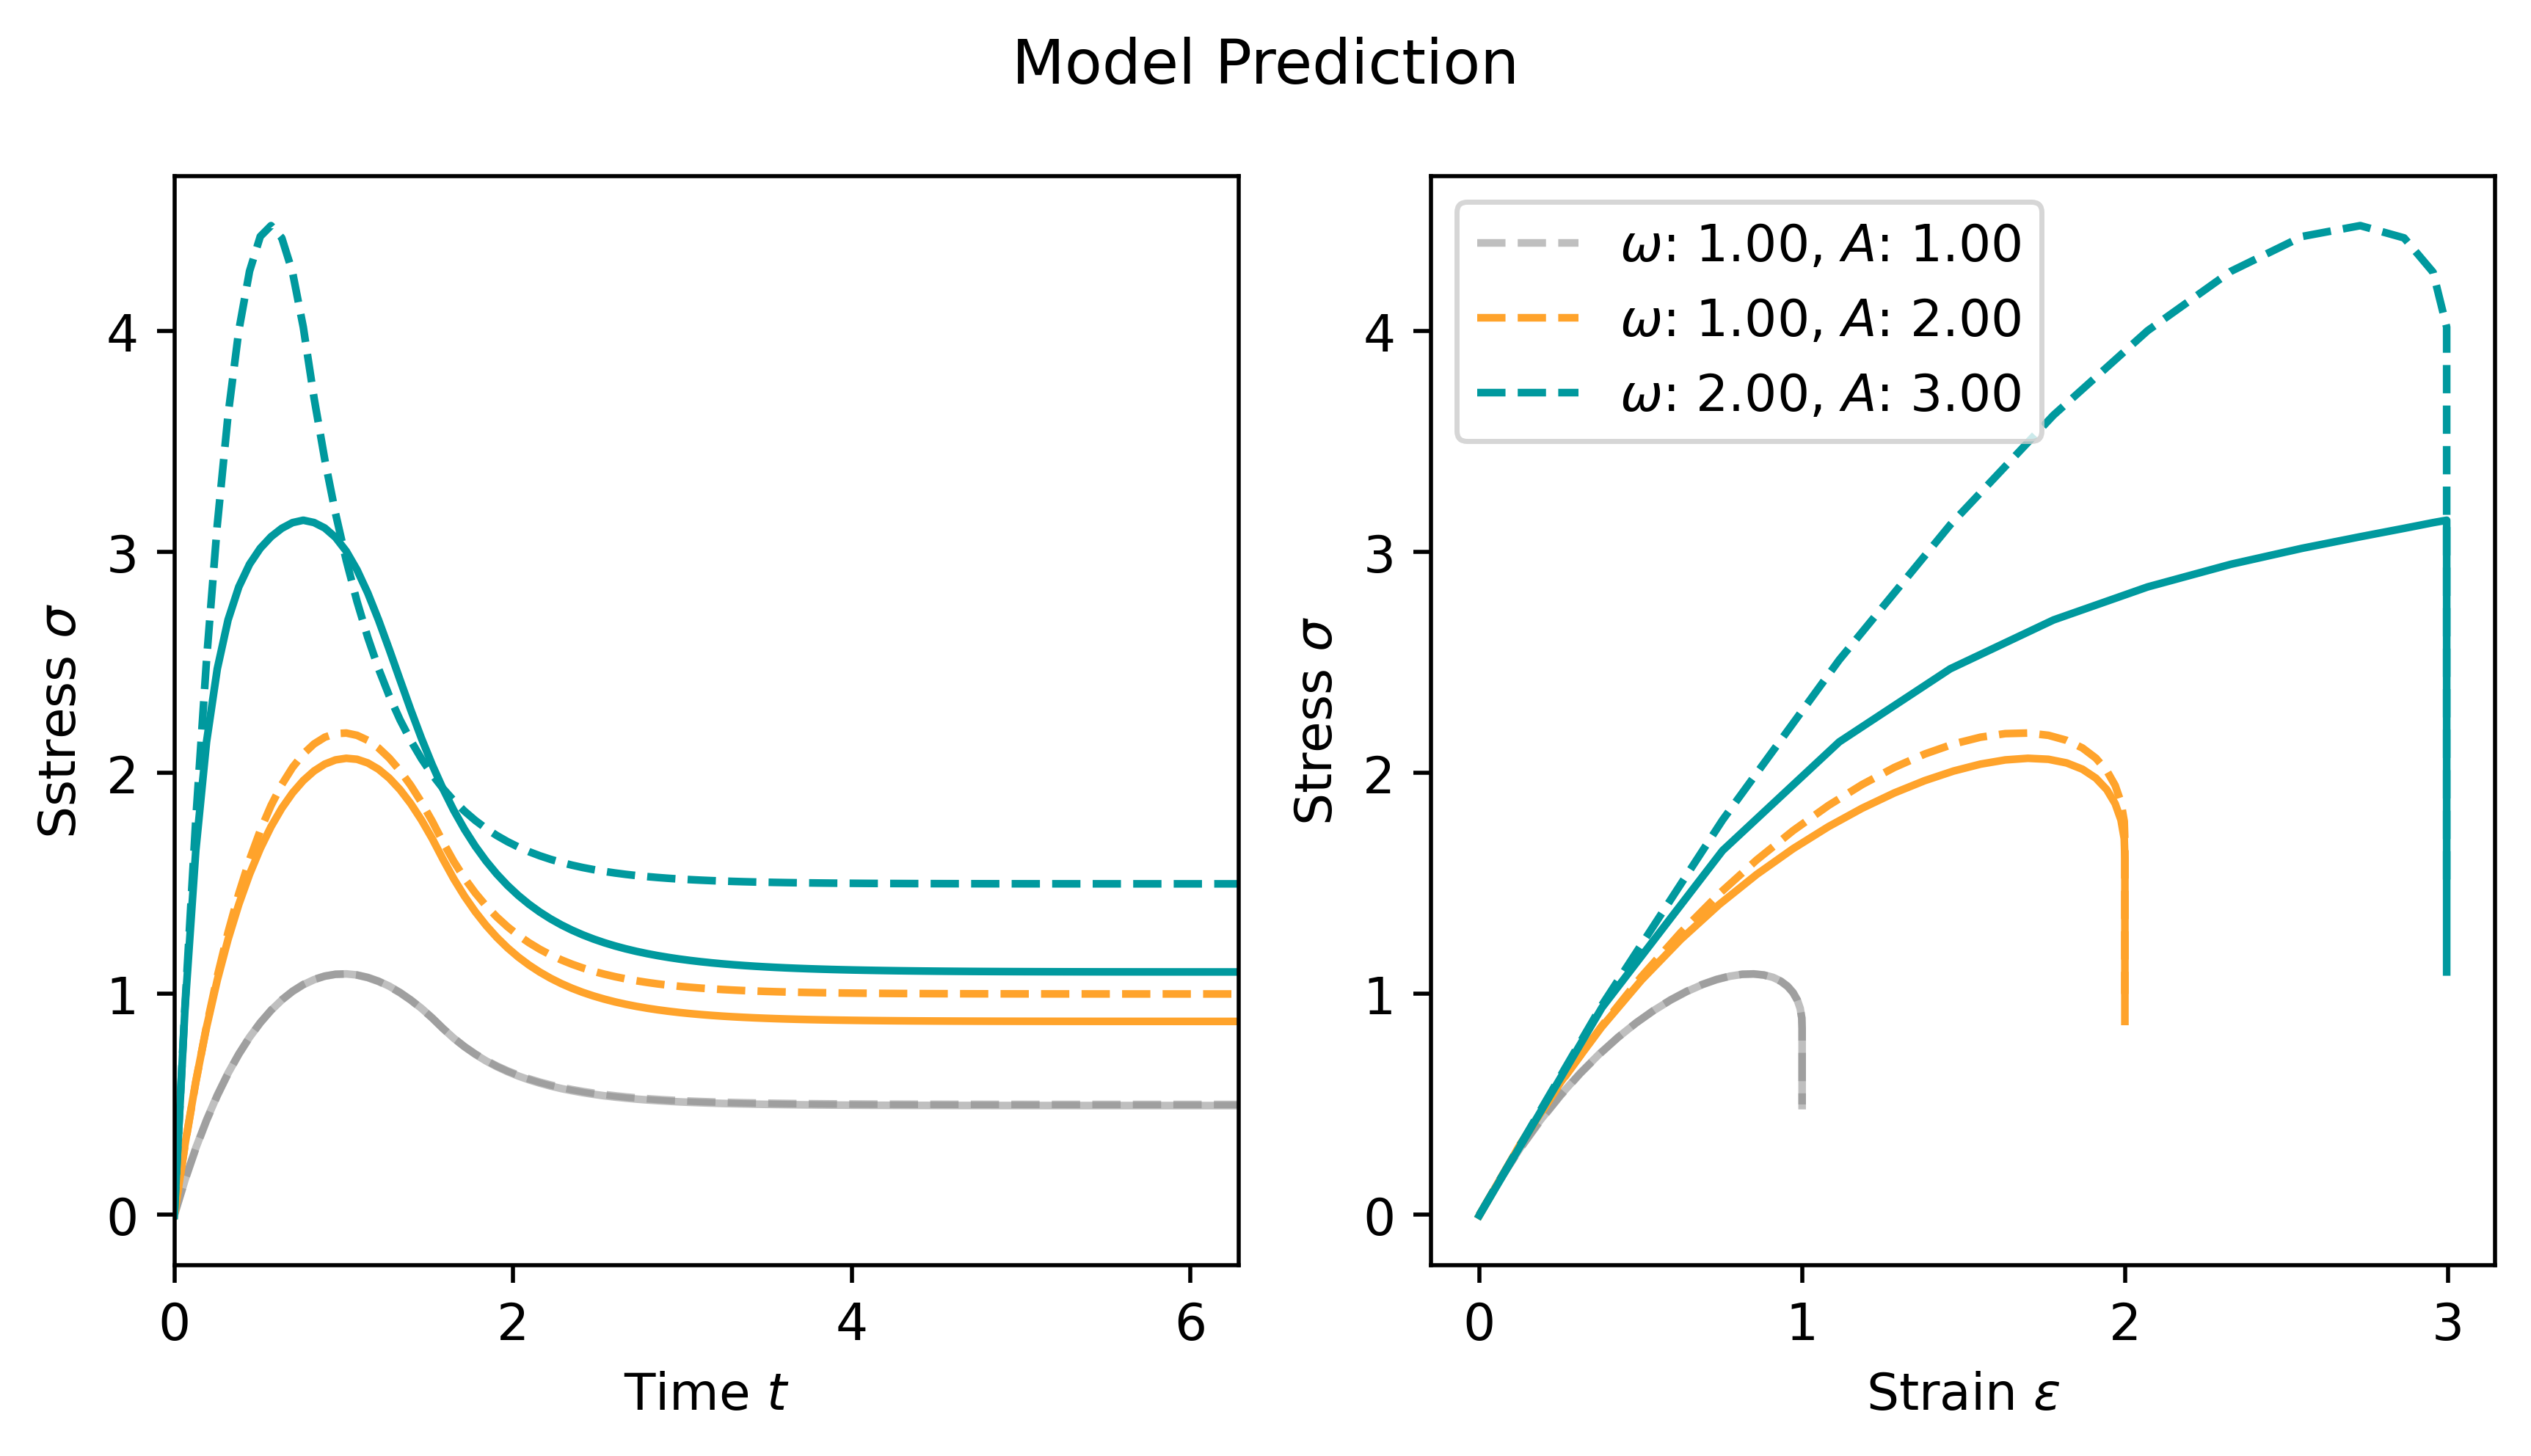 Model Prediction
Sstress σ
4
3
2
1
0
0 2 4 6
Time t
Stress σ
4
3
2
1
0
ω: 1.00, A: 1.00
ω: 1.00, A: 2.00
ω: 2.00, A: 3.00
0 1 2 3
Strain ε